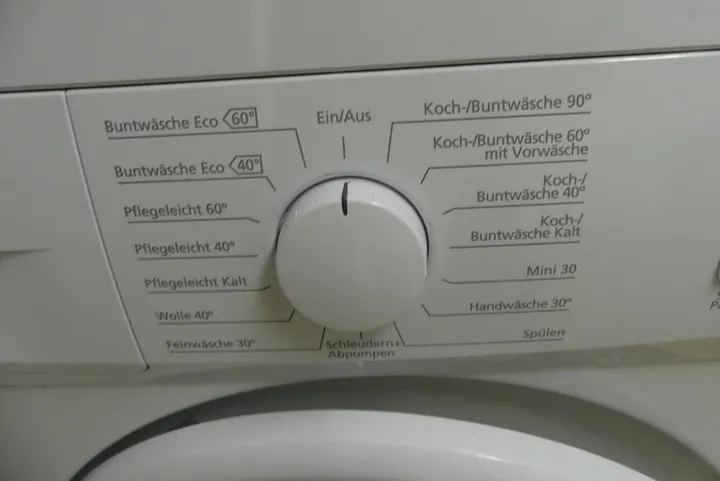 Ein/Aus
Koch-/Buntwäsche 90°
Koch-/Buntwäsche 60°
mit Vorwäsche
Koch-/
Buntwäsche 40°
Koch-/
Buntwäsche Kalt
Mini 30
Handwäsche 30°
Spülen
Schleudern+
Abpumpen
Feinwäsche 30°
Wolle 40°
Pflegeleicht Kalt
Pflegeleicht 40°
Pflegeleicht 60°
Buntwäsche Eco 40°
Buntwäsche Eco 60°